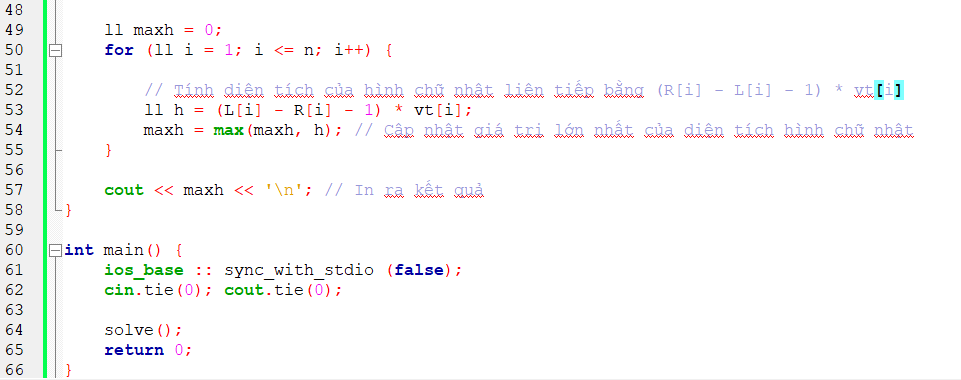 48
49 ll maxh = 0;
50 for (ll i = 1; i <= n; i++) {
51
52 // Tính diện tích của hình chữ nhật liên tiếp bằng (R[i] - L[i] - 1) * vt[i]
53 ll h = (L[i] - R[i] - 1) * vt[i];
54 maxh = max(maxh, h); // Cập nhật giá trị lớn nhất của diện tích hình chữ nhật
55 }
56
57 cout << maxh << '\n'; // In ra kết quả
58 }
59
60 int main() {
61 ios_base :: sync_with_stdio (false);
62 cin.tie(0); cout.tie(0);
63
64 solve();
65 return 0;
66 }